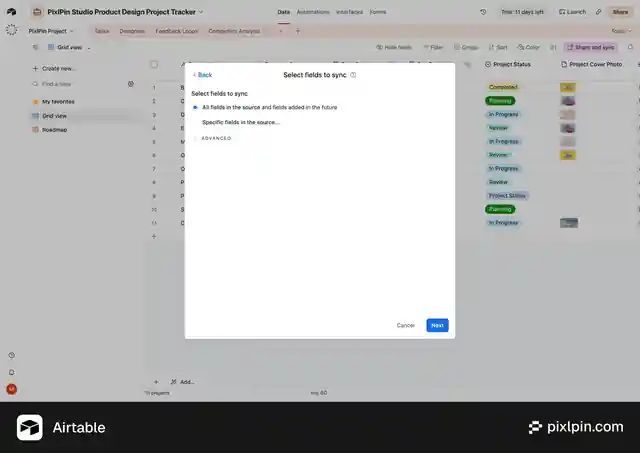 PixlPin Studio Product Design Project Tracker
Data Automations Interfaces Forms
Trial: 11 days left Launch Share
PixlPin Project Tasks Designers Feedback Loops Competitor Analysis Tools
Grid view Hide fields Filter Group Sort Color Share and sync
Create new...
Find a view
My favorites
Grid view
Roadmap
Back
Select fields to sync
Select fields to sync
All fields in the source and fields added in the future
Specific fields in the source...
ADVANCED
Cancel Next
Project Status Project Cover Photo
Completed
Planning
In Progress
Review
In Progress
Review
In Progress
Review
Project Status
Planning
In Progress
Add...
11 projects
Airtable
pixlpin.com